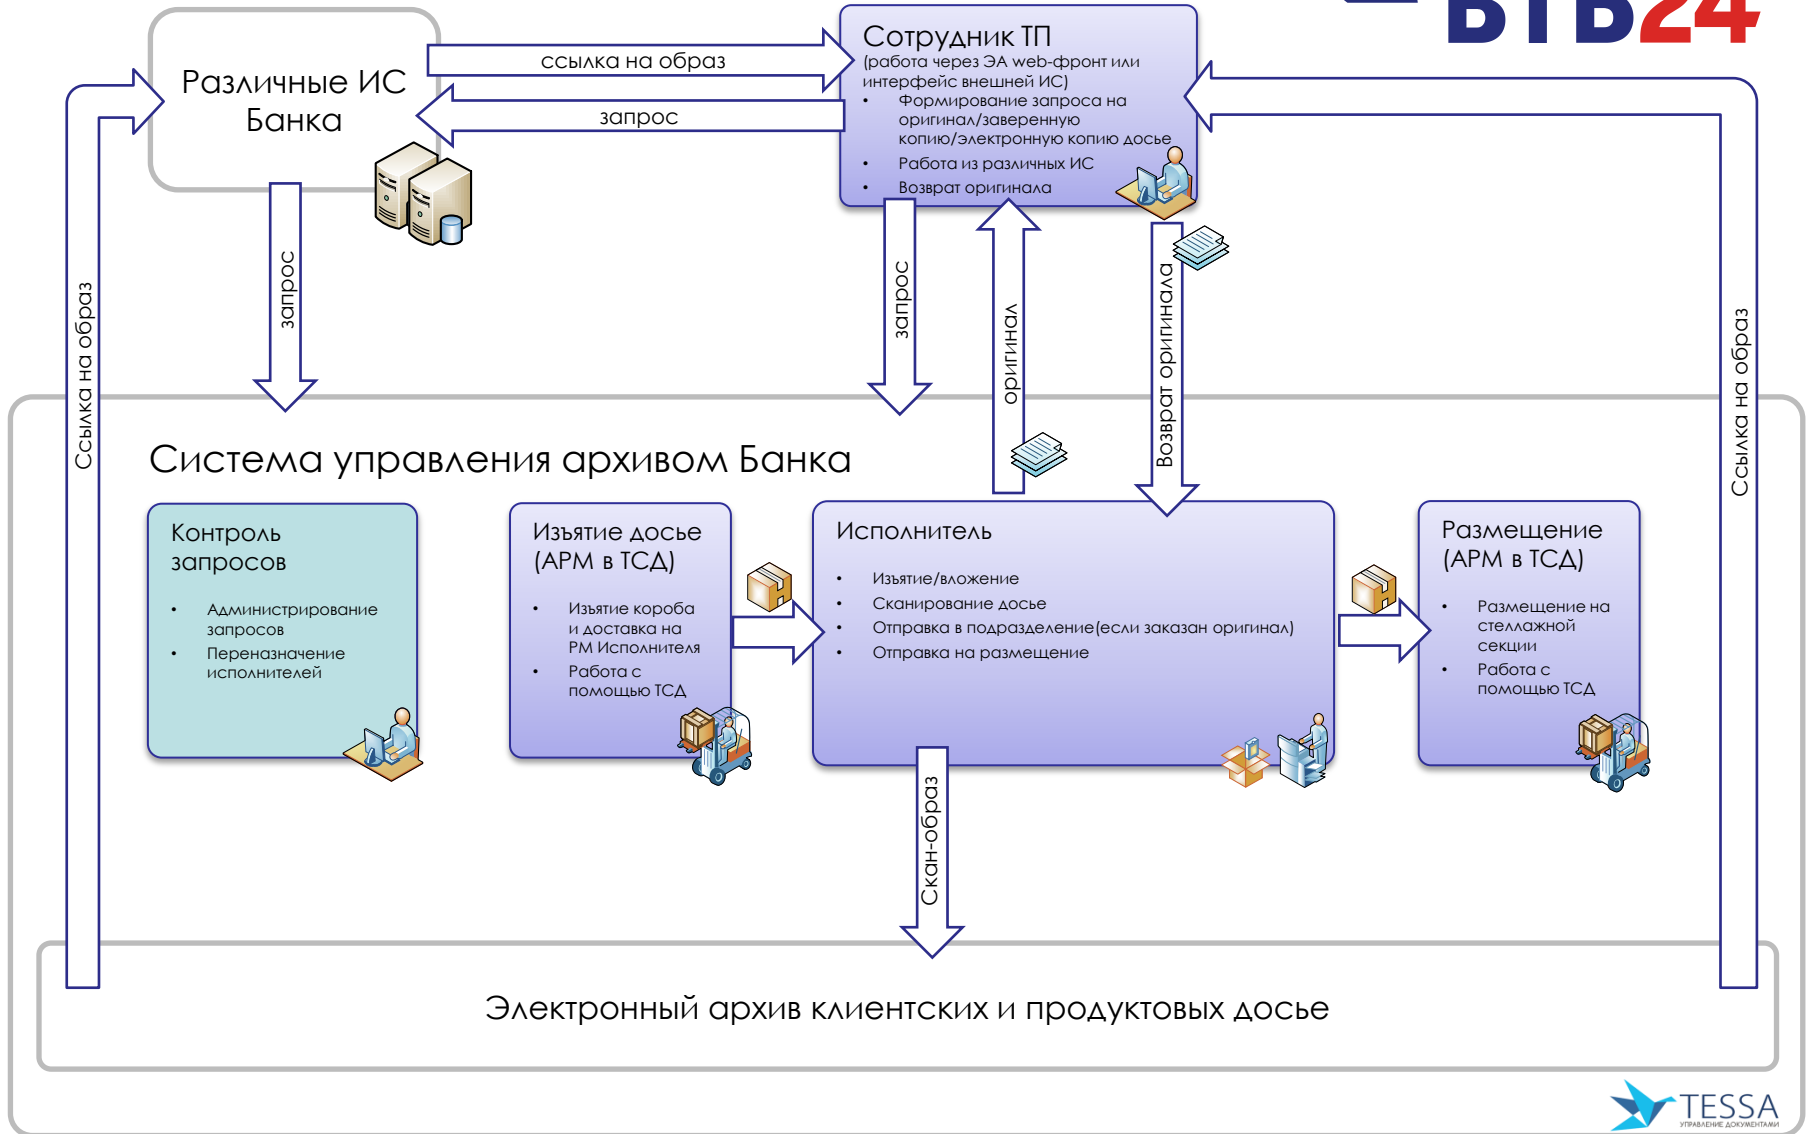 ВТБ24
Различные ИС
Банка
ссылка на образ
запрос
Сотрудник ТП
(работа через ЭА web-фронт или
интерфейс внешней ИС)
• Формирование запроса на
оригинал/заверенную
копию/электронную копию досье
• Работа из различных ИС
• Возврат оригинала
Ссылка на образ
запрос
запрос
оригинал
Возврат оригинала
Ссылка на образ
Система управления архивом Банка
Контроль
запросов
• Администрирование
запросов
• Переназначение
исполнителей
Изъятие досье
(АРМ в ТСД)
• Изъятие короба
и доставка на
РМ Исполнителя
• Работа с
помощью ТСД
Исполнитель
• Изъятие/вложение
• Сканирование досье
• Отправка в подразделение(если заказан оригинал)
• Отправка на размещение
Размещение
(АРМ в ТСД)
• Размещение на
стеллажной
секции
• Работа с
помощью ТСД
Скан-образ
Электронный архив клиентских и продуктовых досье
TESSA
УПРАВЛЕНИЕ ДОКУМЕНТАМИ